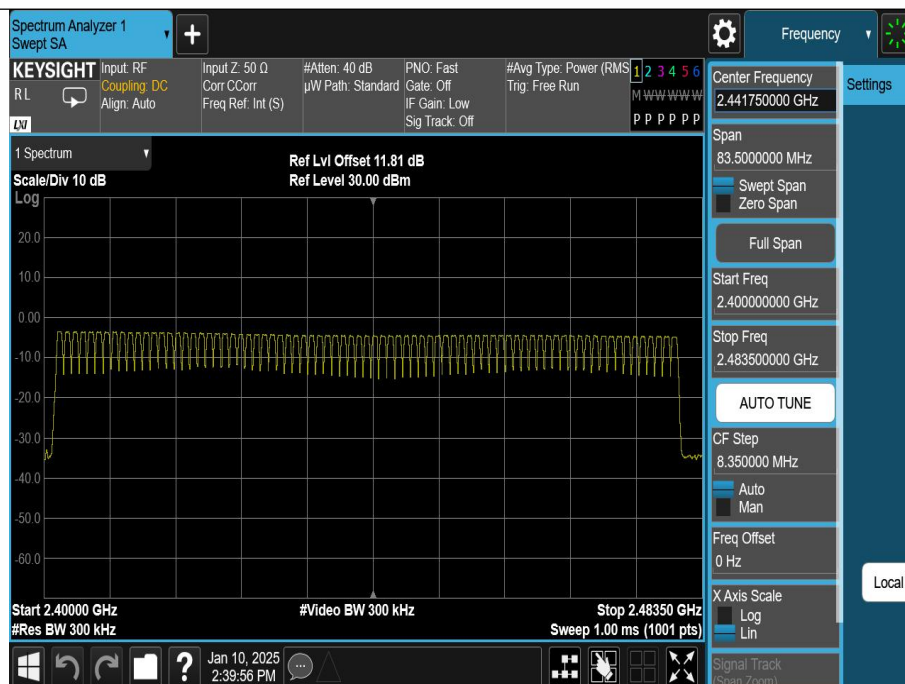 Spectrum Analyzer 1
Swept SA
Frequency
KEYSIGHT
R L
LXI
Input: RF
Coupling: DC
Align: Auto
Input Z: 50 Ω
Corr CCorr
Freq Ref: Int (S)
#Atten: 40 dB
µW Path: Standard
PNO: Fast
Gate: Off
IF Gain: Low
Sig Track: Off
#Avg Type: Power (RMS
Trig: Free Run
1 2 3 4 5 6
M W W W W W
P P P P P P
Center Frequency
2.441750000 GHz
Settings
Span
83.5000000 MHz
Swept Span
Zero Span
Full Span
Start Freq
2.400000000 GHz
Stop Freq
2.483500000 GHz
AUTO TUNE
CF Step
8.350000 MHz
Auto
Man
Freq Offset
0 Hz
X Axis Scale
Log
Lin
Signal Track
(Span Zoom)
Local
1 Spectrum
Scale/Div 10 dB
Log
Ref Lvl Offset 11.81 dB
Ref Level 30.00 dBm
20.0
10.0
0.00
-10.0
-20.0
-30.0
-40.0
-50.0
-60.0
Start 2.40000 GHz
#Res BW 300 kHz
#Video BW 300 kHz
Stop 2.48350 GHz
Sweep 1.00 ms (1001 pts)
?
Jan 10, 2025
2:39:56 PM